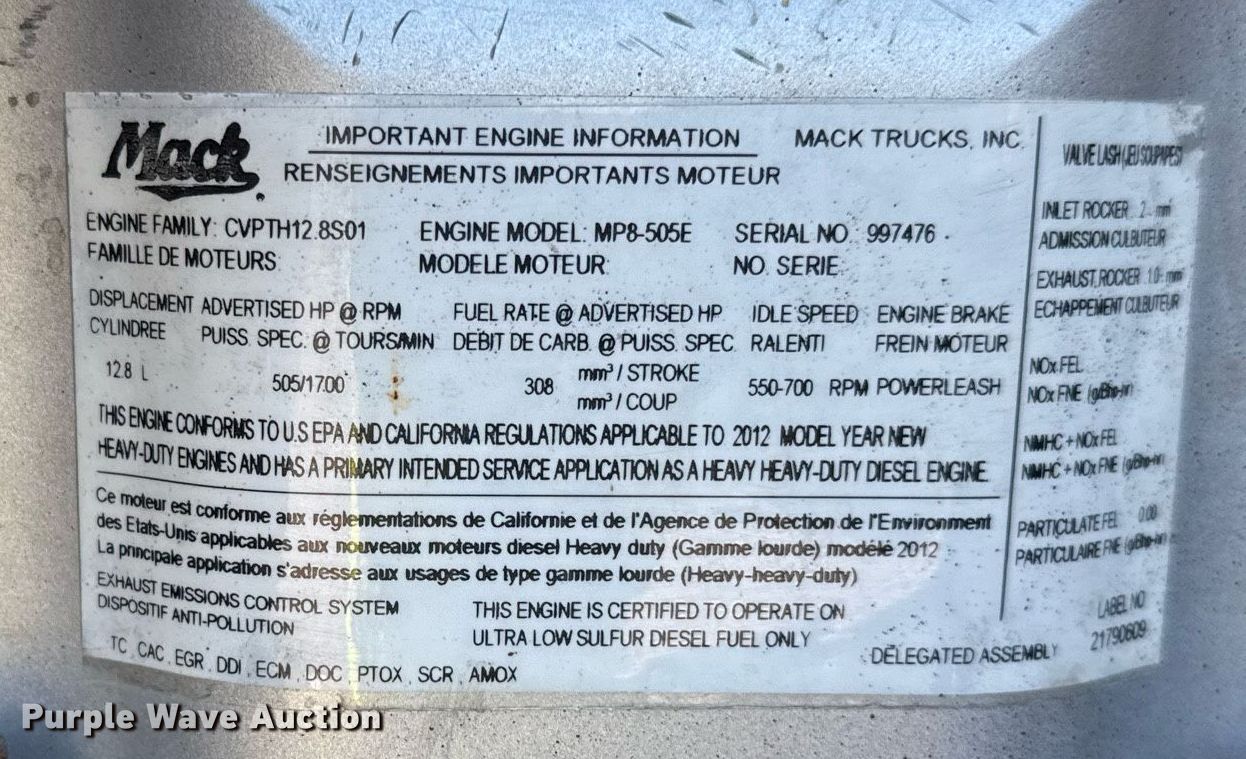 Mack
IMPORTANT ENGINE INFORMATION MACK TRUCKS, INC.
RENSEIGNEMENTS IMPORTANTS MOTEUR
ENGINE FAMILY: CVPTH12.8S01 ENGINE MODEL: MP8-505E SERIAL NO. 997476
FAMILLE DE MOTEURS MODELE MOTEUR NO. SERIE
DISPLACEMENT ADVERTISED HP @ RPM FUEL RATE @ ADVERTISED HP IDLE SPEED ENGINE BRAKE
CYLINDREE PUISS. SPEC. @ TOURS/MIN DEBIT DE CARB. @ PUISS. SPEC. RALENTI FREIN MOTEUR
12.8 L 505/1700 308 mm³ / STROKE 550-700 RPM POWERLEASH
mm³ / COUP
THIS ENGINE CONFORMS TO U.S EPA AND CALIFORNIA REGULATIONS APPLICABLE TO 2012 MODEL YEAR NEW
HEAVY-DUTY ENGINES AND HAS A PRIMARY INTENDED SERVICE APPLICATION AS A HEAVY HEAVY-DUTY DIESEL ENGINE.
Ce moteur est conforme aux réglementations de Californie et de l'Agence de Protection de l'Environment
des Etats-Unis applicables aux nouveaux moteurs diesel Heavy duty (Gamme lourde) modélé 2012
La principale application s'adresse aux usages de type gamme lourde (Heavy-heavy-duty)
EXHAUST EMISSIONS CONTROL SYSTEM
DISPOSITIF ANTI-POLLUTION
TC, CAC, EGR, DDI, ECM, DOC, PTOX, SCR, AMOX
THIS ENGINE IS CERTIFIED TO OPERATE ON
ULTRA LOW SULFUR DIESEL FUEL ONLY
DELEGATED ASSEMBLY
VALVE LASH (JEU SOUPAPES)
INLET ROCKER mm
ADMISSION CULBUTEUR
EXHAUST ROCKER mm
ECHAPPEMENT CULBUTEUR
NOx FEL
NOx FNE (g/Bhp-hr)
NMHC + NOx FEL
NMHC + NOx FNE (g/Bhp-hr)
PARTICULATE FEL
PARTICULAIRE FNE (g/Bhp-hr)
LABEL NO
21790609
Purple Wave Auction